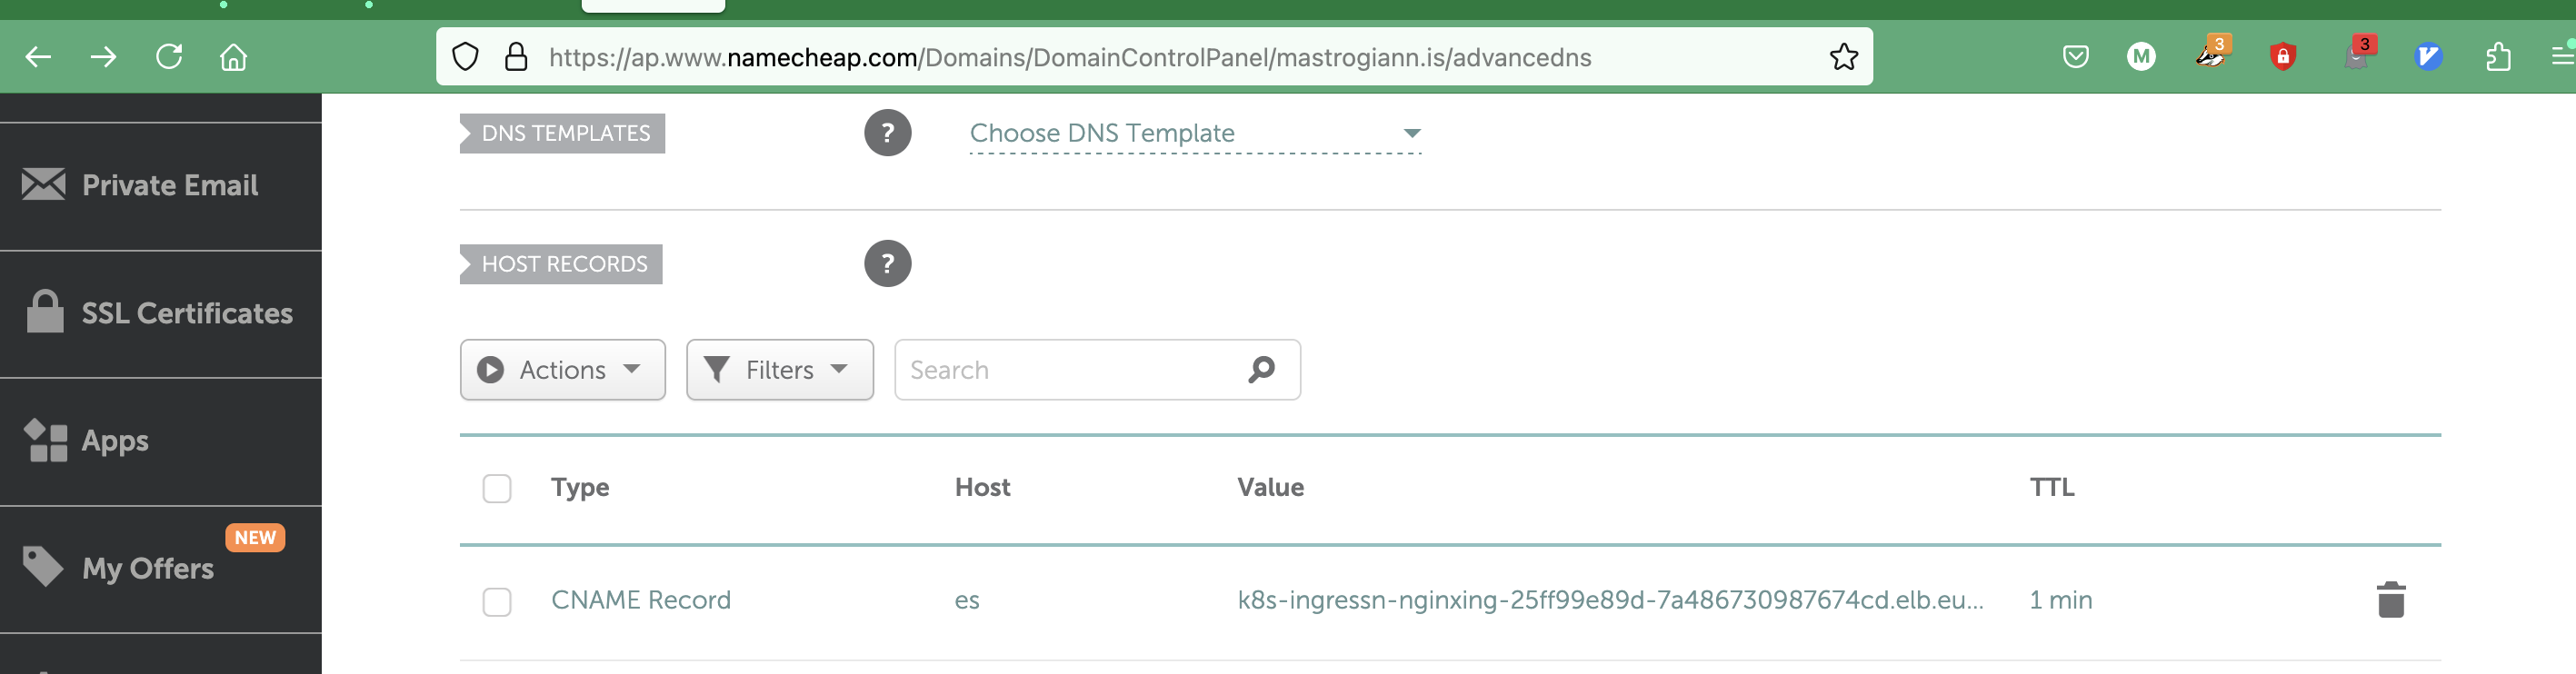 https://ap.www.namecheap.com/Domains/DomainControlPanel/mastrogiann.is/advancedns
M
3
3
DNS TEMPLATES
?
Choose DNS Template
Private Email
HOST RECORDS
?
SSL Certificates
Actions
Filters
Search
Apps
Type Host Value TTL
NEW
My Offers
CNAME Record es k8s-ingressn-nginxing-25ff99e89d-7a486730987674cd.elb.eu... 1 min